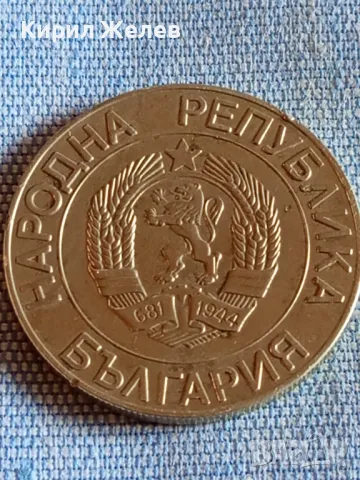 Кирил Желев
НАРОДНА РЕПУБЛИКА
681 1944
БЪЛГАРИЯ